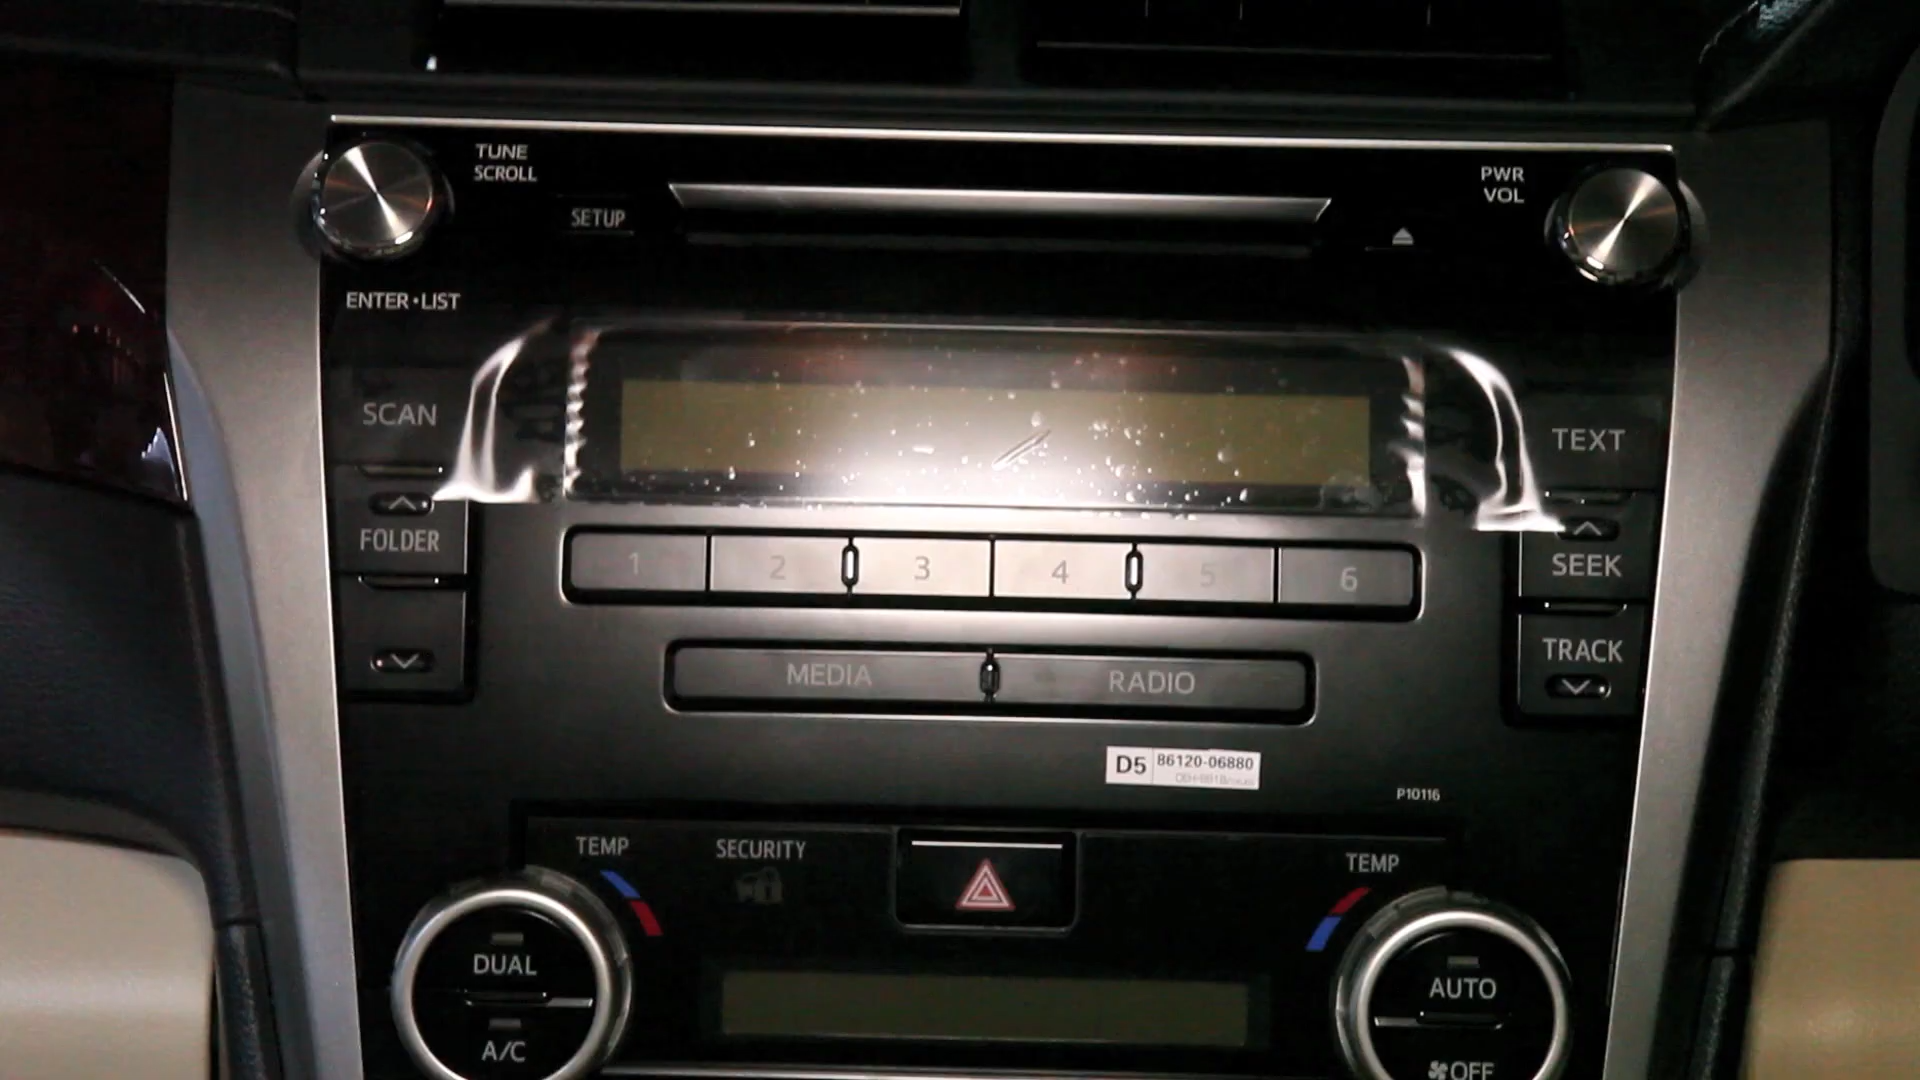 TUNE
SCROLL
SETUP
PWR
VOL
ENTER•LIST
SCAN
TEXT
FOLDER
SEEK
1 2 3 4 5 6
MEDIA
RADIO
TRACK
D5 86120-06880
P10116
TEMP
SECURITY
TEMP
DUAL
AUTO
A/C
OFF